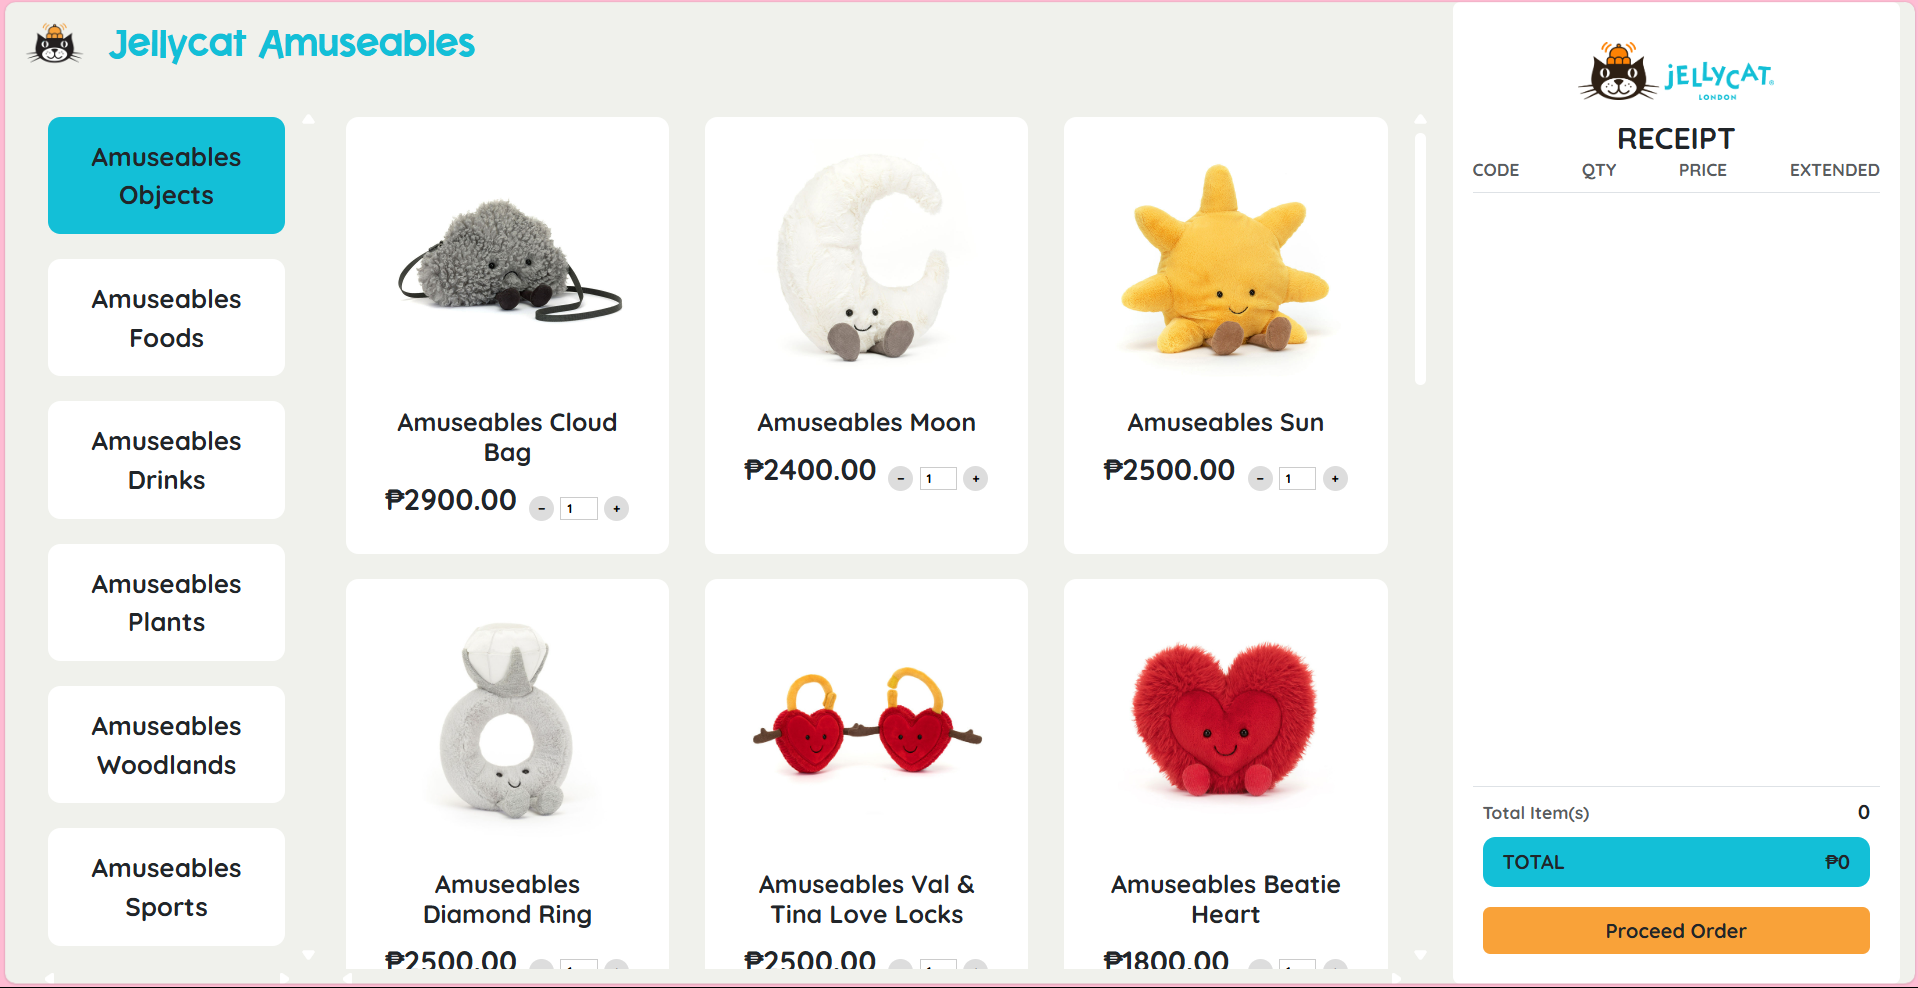 Jellycat Amuseables
Amuseables
Objects
Amuseables
Foods
Amuseables
Drinks
Amuseables
Plants
Amuseables
Woodlands
Amuseables
Sports
Amuseables Cloud
Bag
₱2900.00 - 1 +
Amuseables Moon
₱2400.00 - 1 +
Amuseables Sun
₱2500.00 - 1 +
Amuseables
Diamond Ring
₱2500.00
Amuseables Val &
Tina Love Locks
₱2500.00
Amuseables Beatie
Heart
₱1800.00
jELLYCAT
LONDON
RECEIPT
CODE QTY PRICE EXTENDED
Total Item(s) 0
TOTAL ₱0
Proceed Order